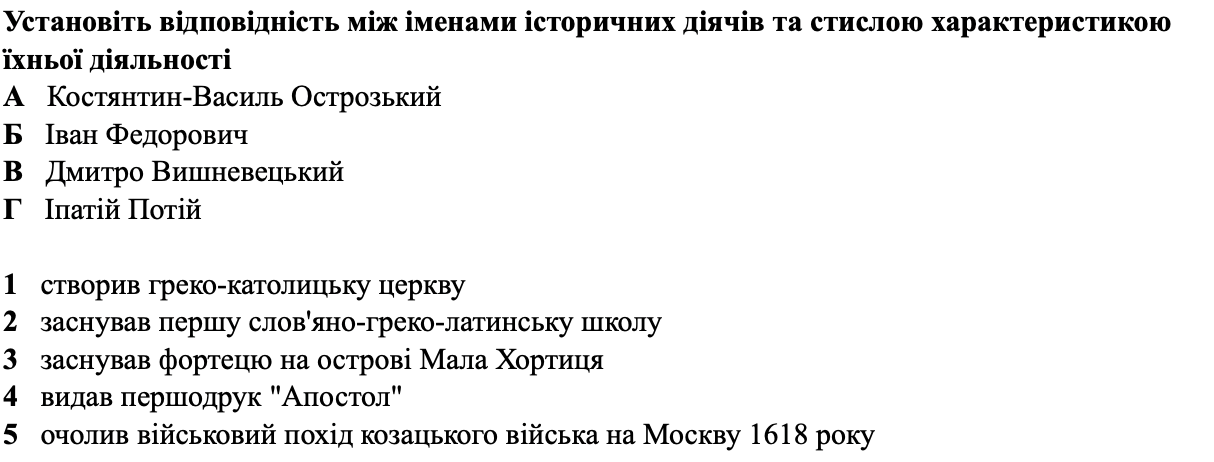 Установіть відповідність між іменами історичних діячів та стислою характеристикою
їхньої діяльності
А Костянтин-Василь Острозький
Б Іван Федорович
В Дмитро Вишневецький
Г Іпатій Потій
1 створив греко-католицьку церкву
2 заснував першу слов'яно-греко-латинську школу
3 заснував фортецю на острові Мала Хортиця
4 видав першодрук "Апостол"
5 очолив військовий похід козацького війська на Москву 1618 року